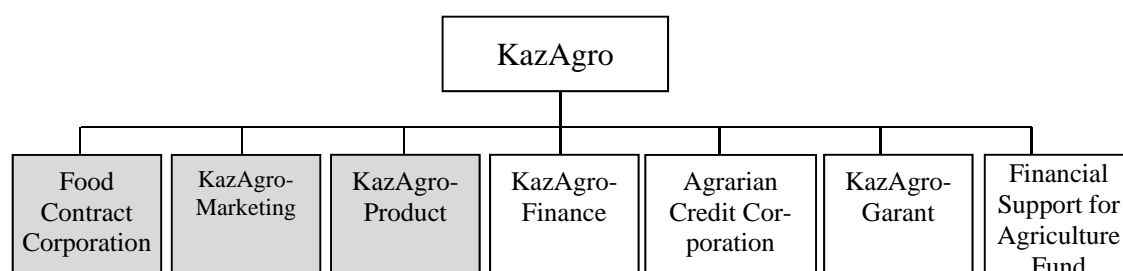 KazAgro
Food
Contract
Corporation
KazAgro-
Marketing
KazAgro-
Product
KazAgro-
Finance
Agrarian
Credit Cor-
poration
KazAgro-
Garant
Financial
Support for
Agriculture
Fund